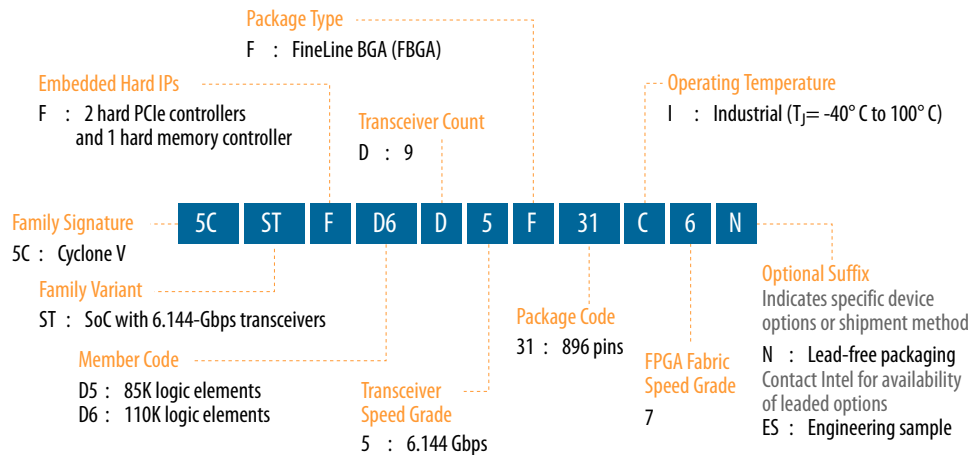 Package Type
F : FineLine BGA (FBGA)
Embedded Hard IPs
F : 2 hard PCIe controllers
and 1 hard memory controller
Transceiver Count
D : 9
Operating Temperature
I : Industrial (TJ= -40° C to 100° C)
Family Signature
5C : Cyclone V
5C ST F D6 D 5 F 31 C 6 N
Family Variant
ST : SoC with 6.144-Gbps transceivers
Member Code
D5 : 85K logic elements
D6 : 110K logic elements
Transceiver
Speed Grade
5 : 6.144 Gbps
Package Code
31 : 896 pins
FPGA Fabric
Speed Grade
7
Optional Suffix
Indicates specific device
options or shipment method
N : Lead-free packaging
Contact Intel for availability
of leaded options
ES : Engineering sample